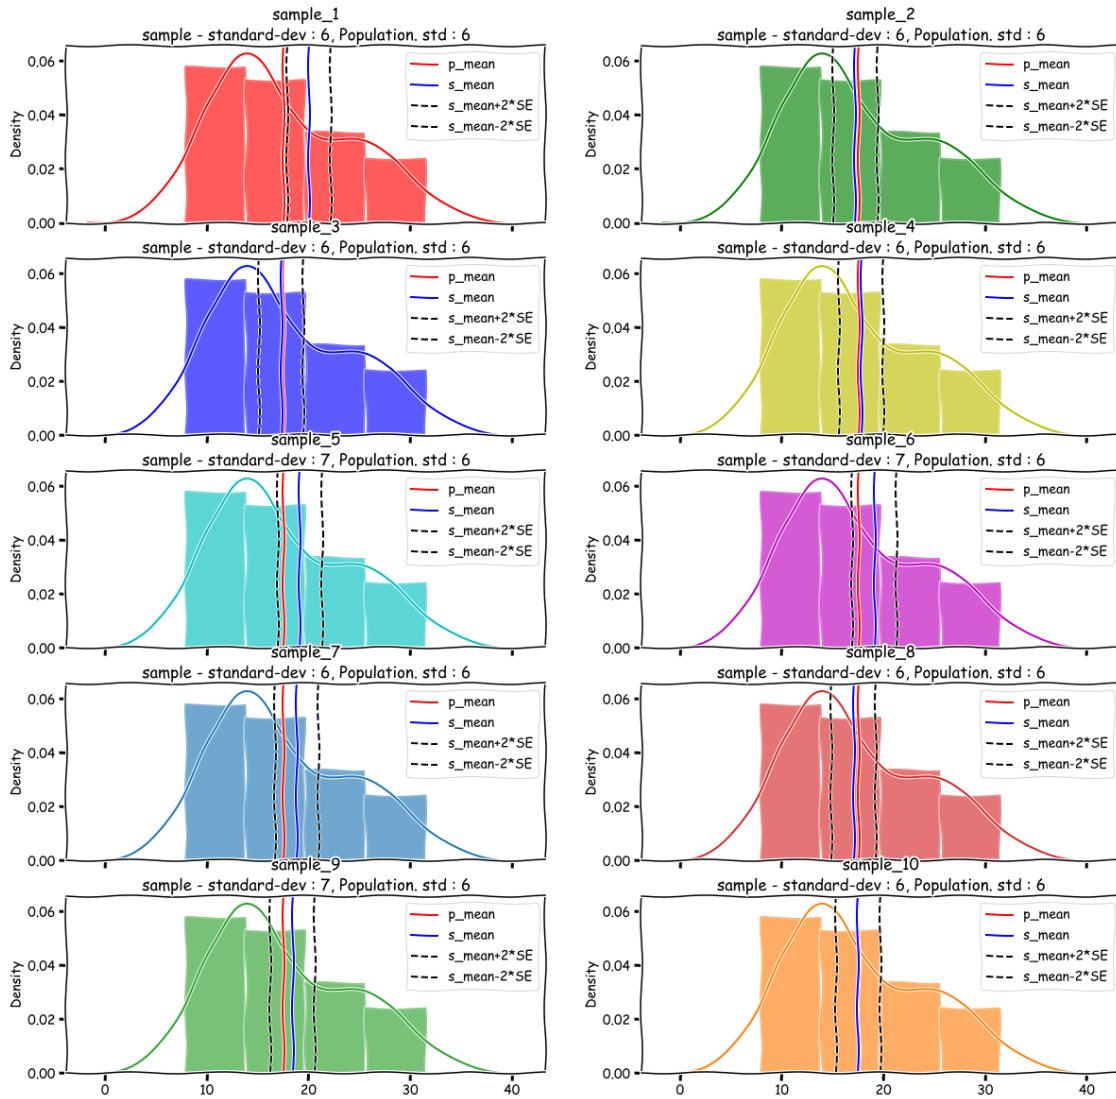 sample_1
sample - standard-dev : 6, Population. std : 6
0.06
0.04
0.02
0.00
Density
p_mean
s_mean
s_mean+2*SE
s_mean-2*SE
sample_2
sample - standard-dev : 6, Population. std : 6
0.06
0.04
0.02
0.00
Density
p_mean
s_mean
s_mean+2*SE
s_mean-2*SE
sample_3
sample - standard-dev : 6, Population. std : 6
0.06
0.04
0.02
0.00
Density
p_mean
s_mean
s_mean+2*SE
s_mean-2*SE
sample_4
sample - standard-dev : 6, Population. std : 6
0.06
0.04
0.02
0.00
Density
p_mean
s_mean
s_mean+2*SE
s_mean-2*SE
sample_5
sample - standard-dev : 7, Population. std : 6
0.06
0.04
0.02
0.00
Density
p_mean
s_mean
s_mean+2*SE
s_mean-2*SE
sample_6
sample - standard-dev : 7, Population. std : 6
0.06
0.04
0.02
0.00
Density
p_mean
s_mean
s_mean+2*SE
s_mean-2*SE
sample_7
sample - standard-dev : 6, Population. std : 6
0.06
0.04
0.02
0.00
Density
p_mean
s_mean
s_mean+2*SE
s_mean-2*SE
sample_8
sample - standard-dev : 6, Population. std : 6
0.06
0.04
0.02
0.00
Density
p_mean
s_mean
s_mean+2*SE
s_mean-2*SE
sample_9
sample - standard-dev : 7, Population. std : 6
0.06
0.04
0.02
0.00
Density
p_mean
s_mean
s_mean+2*SE
s_mean-2*SE
0 10 20 30 40
sample_10
sample - standard-dev : 6, Population. std : 6
0.06
0.04
0.02
0.00
Density
p_mean
s_mean
s_mean+2*SE
s_mean-2*SE
0 10 20 30 40